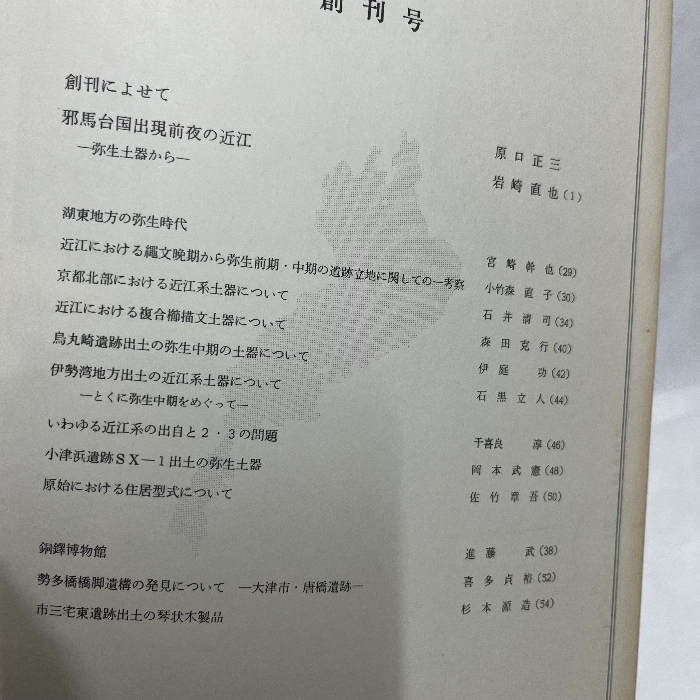 創刊号
創刊によせて 原口正三
邪馬台国出現前夜の近江 岩崎直也(1)
―弥生土器から―
湖東地方の弥生時代 宮崎幹也(29)
近江における縄文晩期から弥生前期・中期の遺跡立地に関しての一考察 小竹森直子(30)
京都北部における近江系土器について 石井清司(34)
近江における複合櫛描文土器について 森田克行(40)
烏丸崎遺跡出土の弥生中期の土器について 伊庭功(42)
伊勢湾地方出土の近江系土器について 石黒立人(44)
―とくに弥生中期をめぐって―
いわゆる近江系の出自と2・3の問題 千喜良淳(46)
小津浜遺跡SX―1出土の弥生土器 岡本武憲(48)
原始における住居型式について 佐竹章吾(50)
銅鐸博物館 進藤武(38)
勢多橋橋脚遺構の発見について ―大津市・唐橋遺跡― 喜多貞裕(52)
市三宅東遺跡出土の琴状木製品 杉本源造(54)